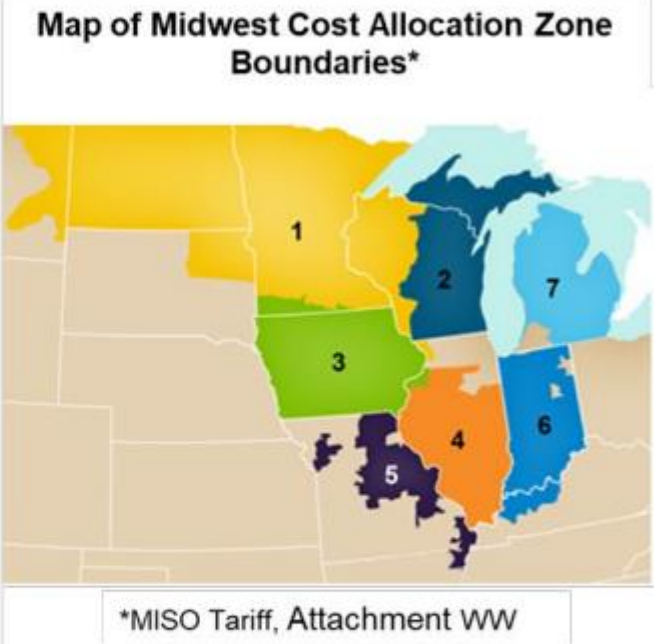 Map of Midwest Cost Allocation Zone
Boundaries*
1
2
7
3
4
6
5
*MISO Tariff, Attachment WW